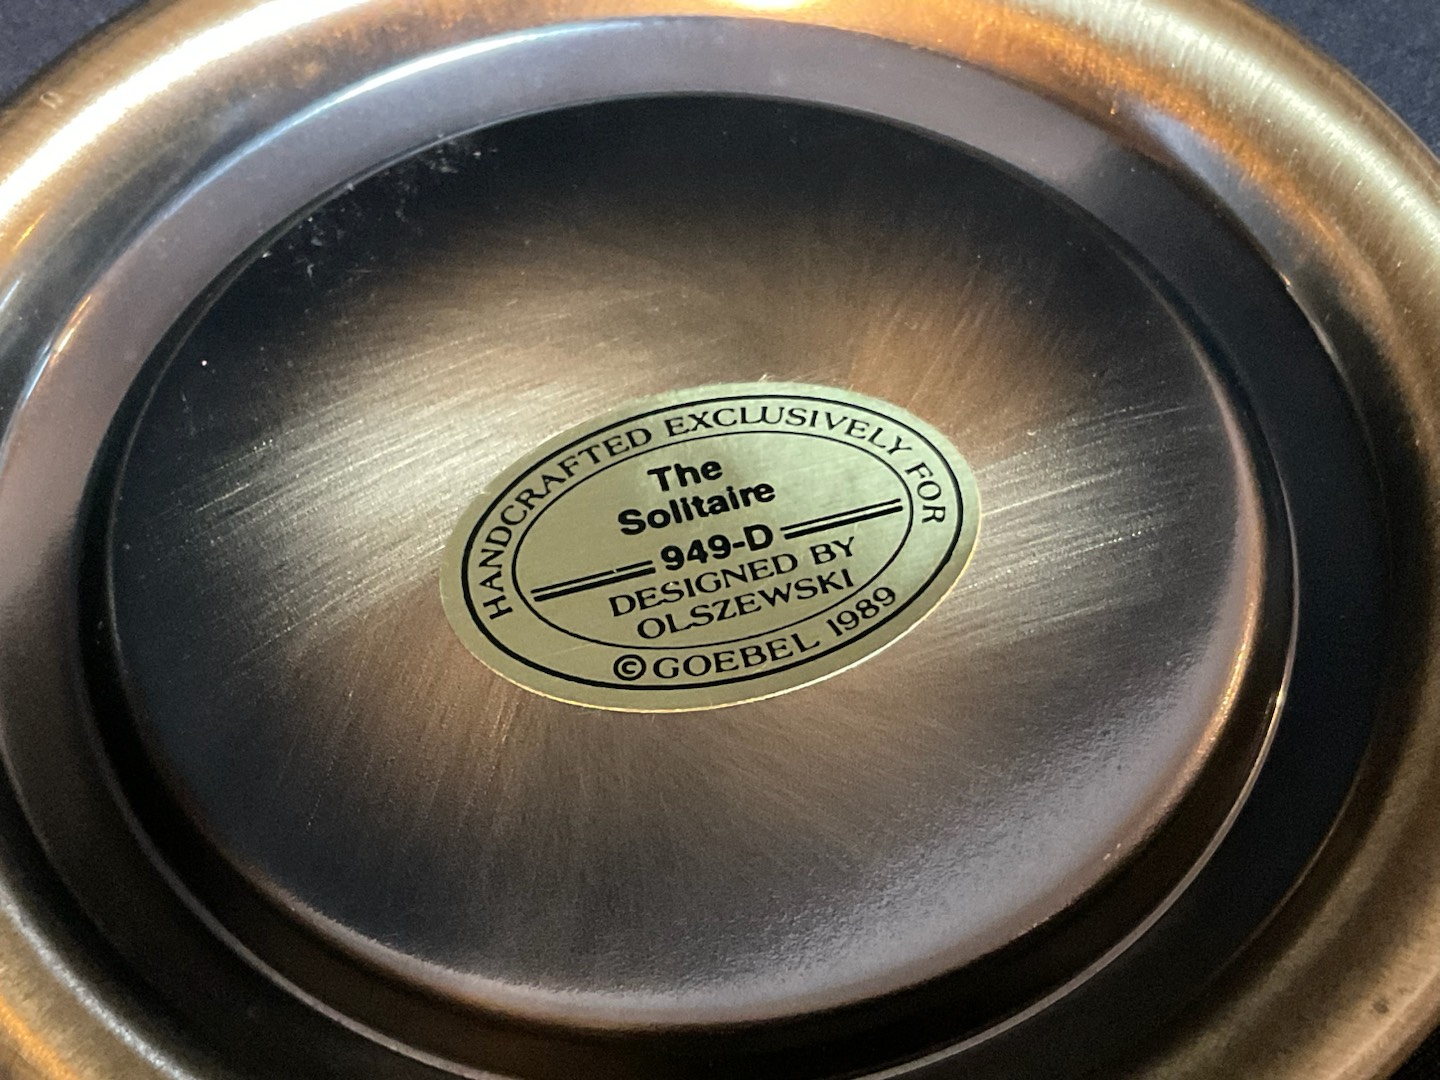 HANDCRAFTED EXCLUSIVELY FOR
The
Solitaire
949-D
DESIGNED BY
OLSZEWSKI
©GOEBEL 1989